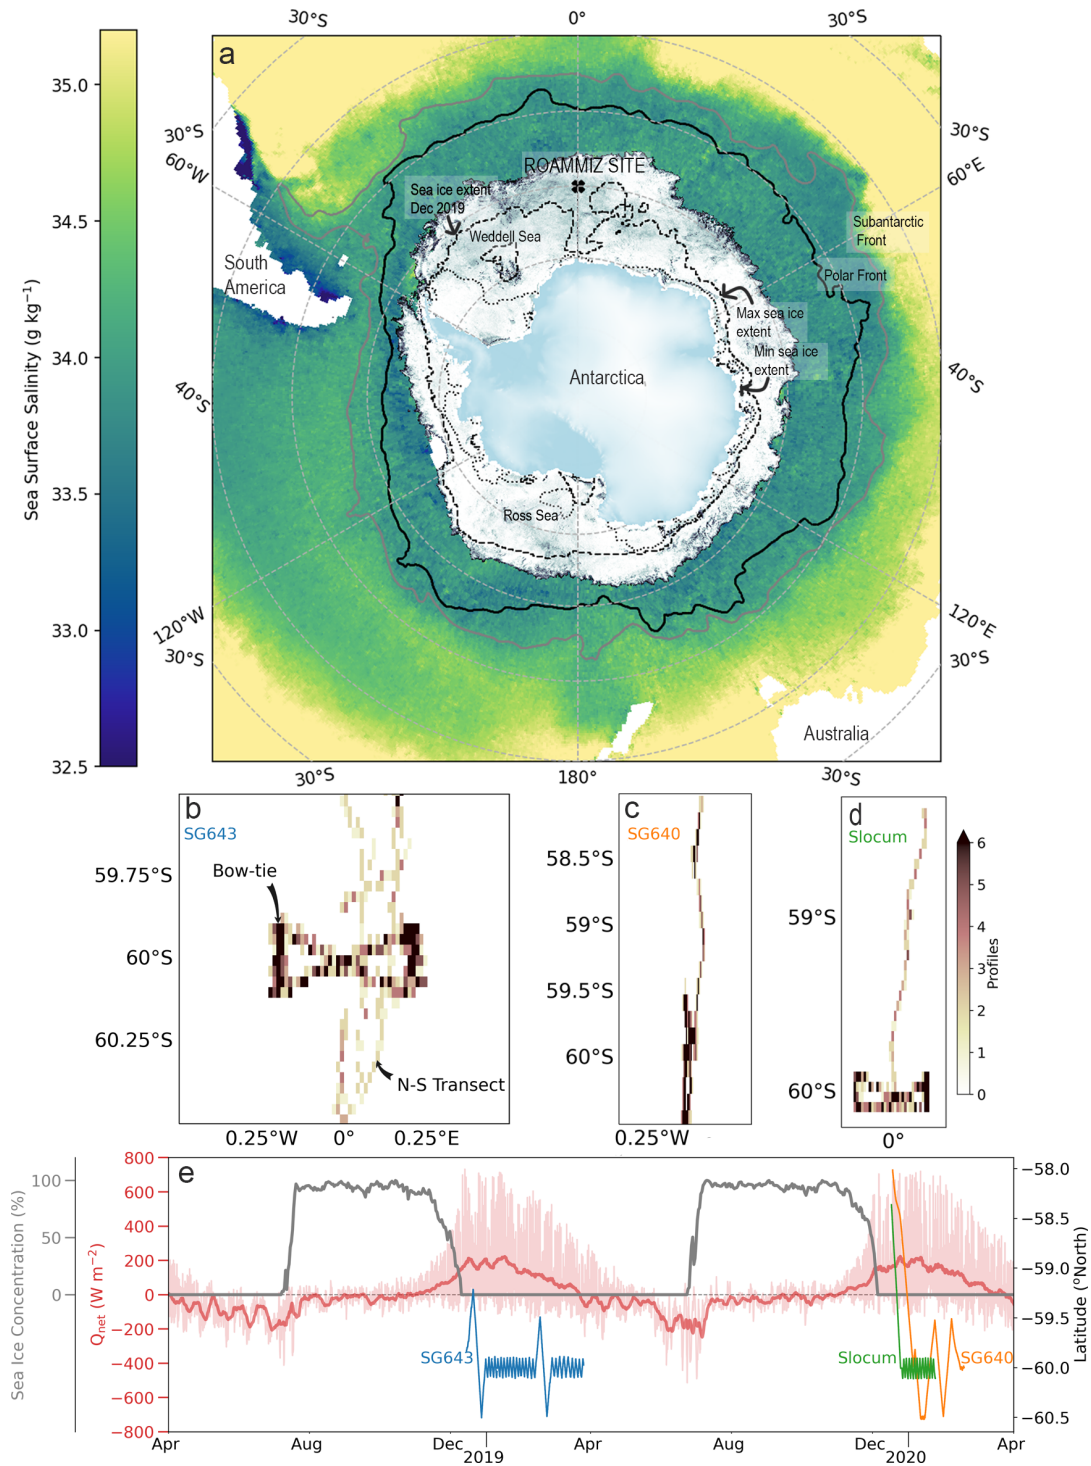 30°S
0°
30°S
a
35.0
34.5
34.0
33.5
33.0
32.5
Sea Surface Salinity (g kg⁻¹)
30°S
60°W
30°S
60°E
40°S
40°S
120°W
30°S
120°E
30°S
30°S
180°
30°S
ROAMMIZ SITE
Sea ice extent
Dec 2019
Weddell Sea
Subantarctic
Front
Polar Front
South
America
Max sea ice
extent
Min sea ice
extent
Antarctica
Ross Sea
Australia
b
SG643
Bow-tie
N-S Transect
59.75°S
60°S
60.25°S
0.25°W
0°
0.25°E
c
SG640
58.5°S
59°S
59.5°S
60°S
0.25°W
d
Slocum
59°S
60°S
0°
6
5
4
3
2
1
0
Profiles
e
Sea Ice Concentration (%)
100
50
0
Qnet (W m⁻²)
800
600
400
200
0
−200
−400
−600
−800
SG643
Slocum
SG640
−58.0
−58.5
−59.0
−59.5
−60.0
−60.5
Latitude (°North)
Apr
Aug
Dec
2019
Apr
Aug
Dec
2020
Apr